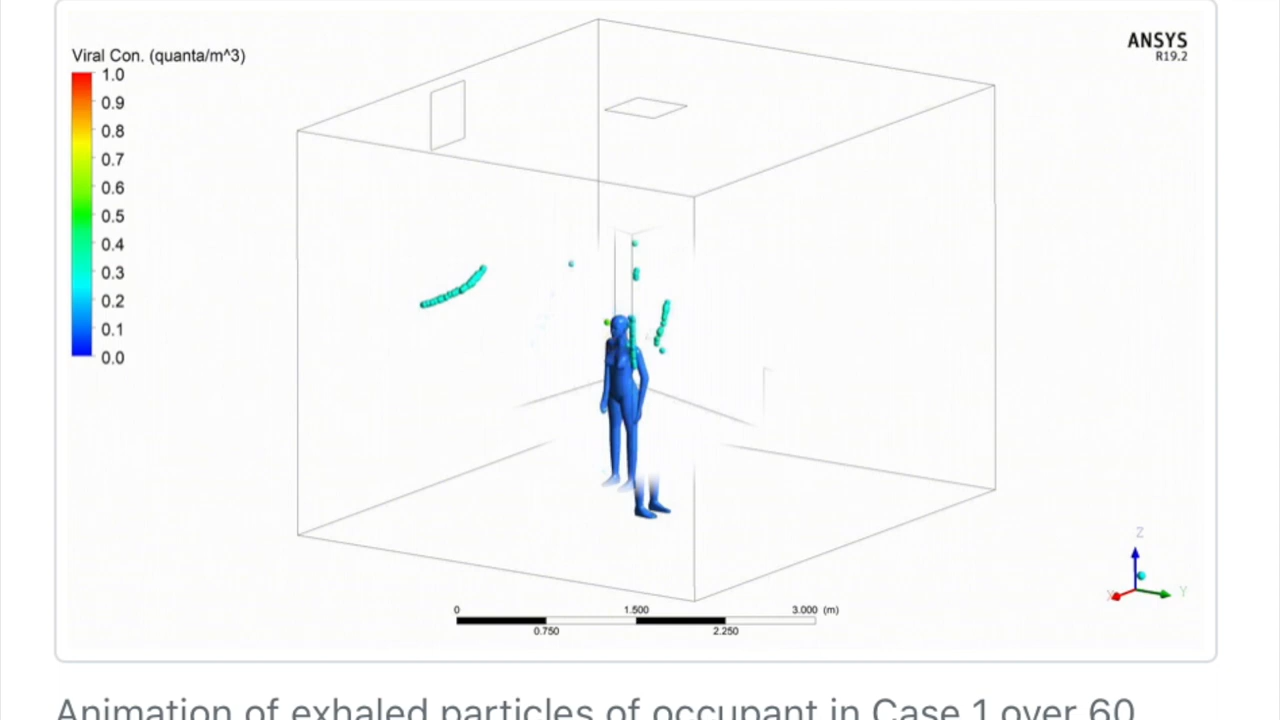 ANSYS
R19.2
Viral Con. (quanta/m^3)
1.0
0.9
0.8
0.7
0.6
0.5
0.4
0.3
0.2
0.1
0.0
Z
X
Y
0 1.500 3.000 (m)
0.750 2.250
Animation of exhaled particles of occupant in Case 1 over 60